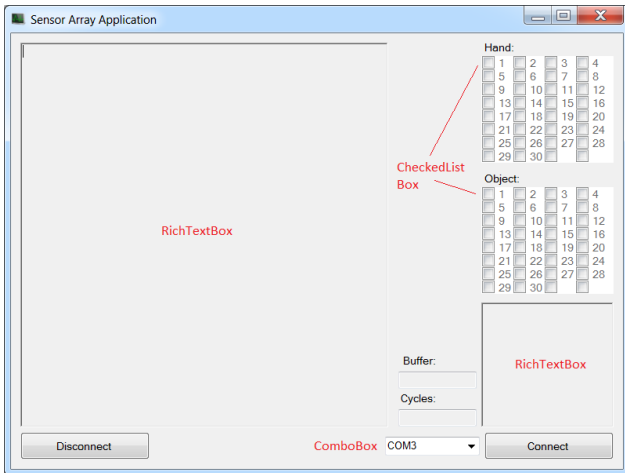 Sensor Array Application
Hand:
1 2 3 4
5 6 7 8
9 10 11 12
13 14 15 16
17 18 19 20
21 22 23 24
25 26 27 28
29 30
CheckedList
Box
Object:
1 2 3 4
5 6 7 8
9 10 11 12
13 14 15 16
17 18 19 20
21 22 23 24
25 26 27 28
29 30
RichTextBox
Buffer:
RichTextBox
Cycles:
Disconnect ComboBox COM3 Connect